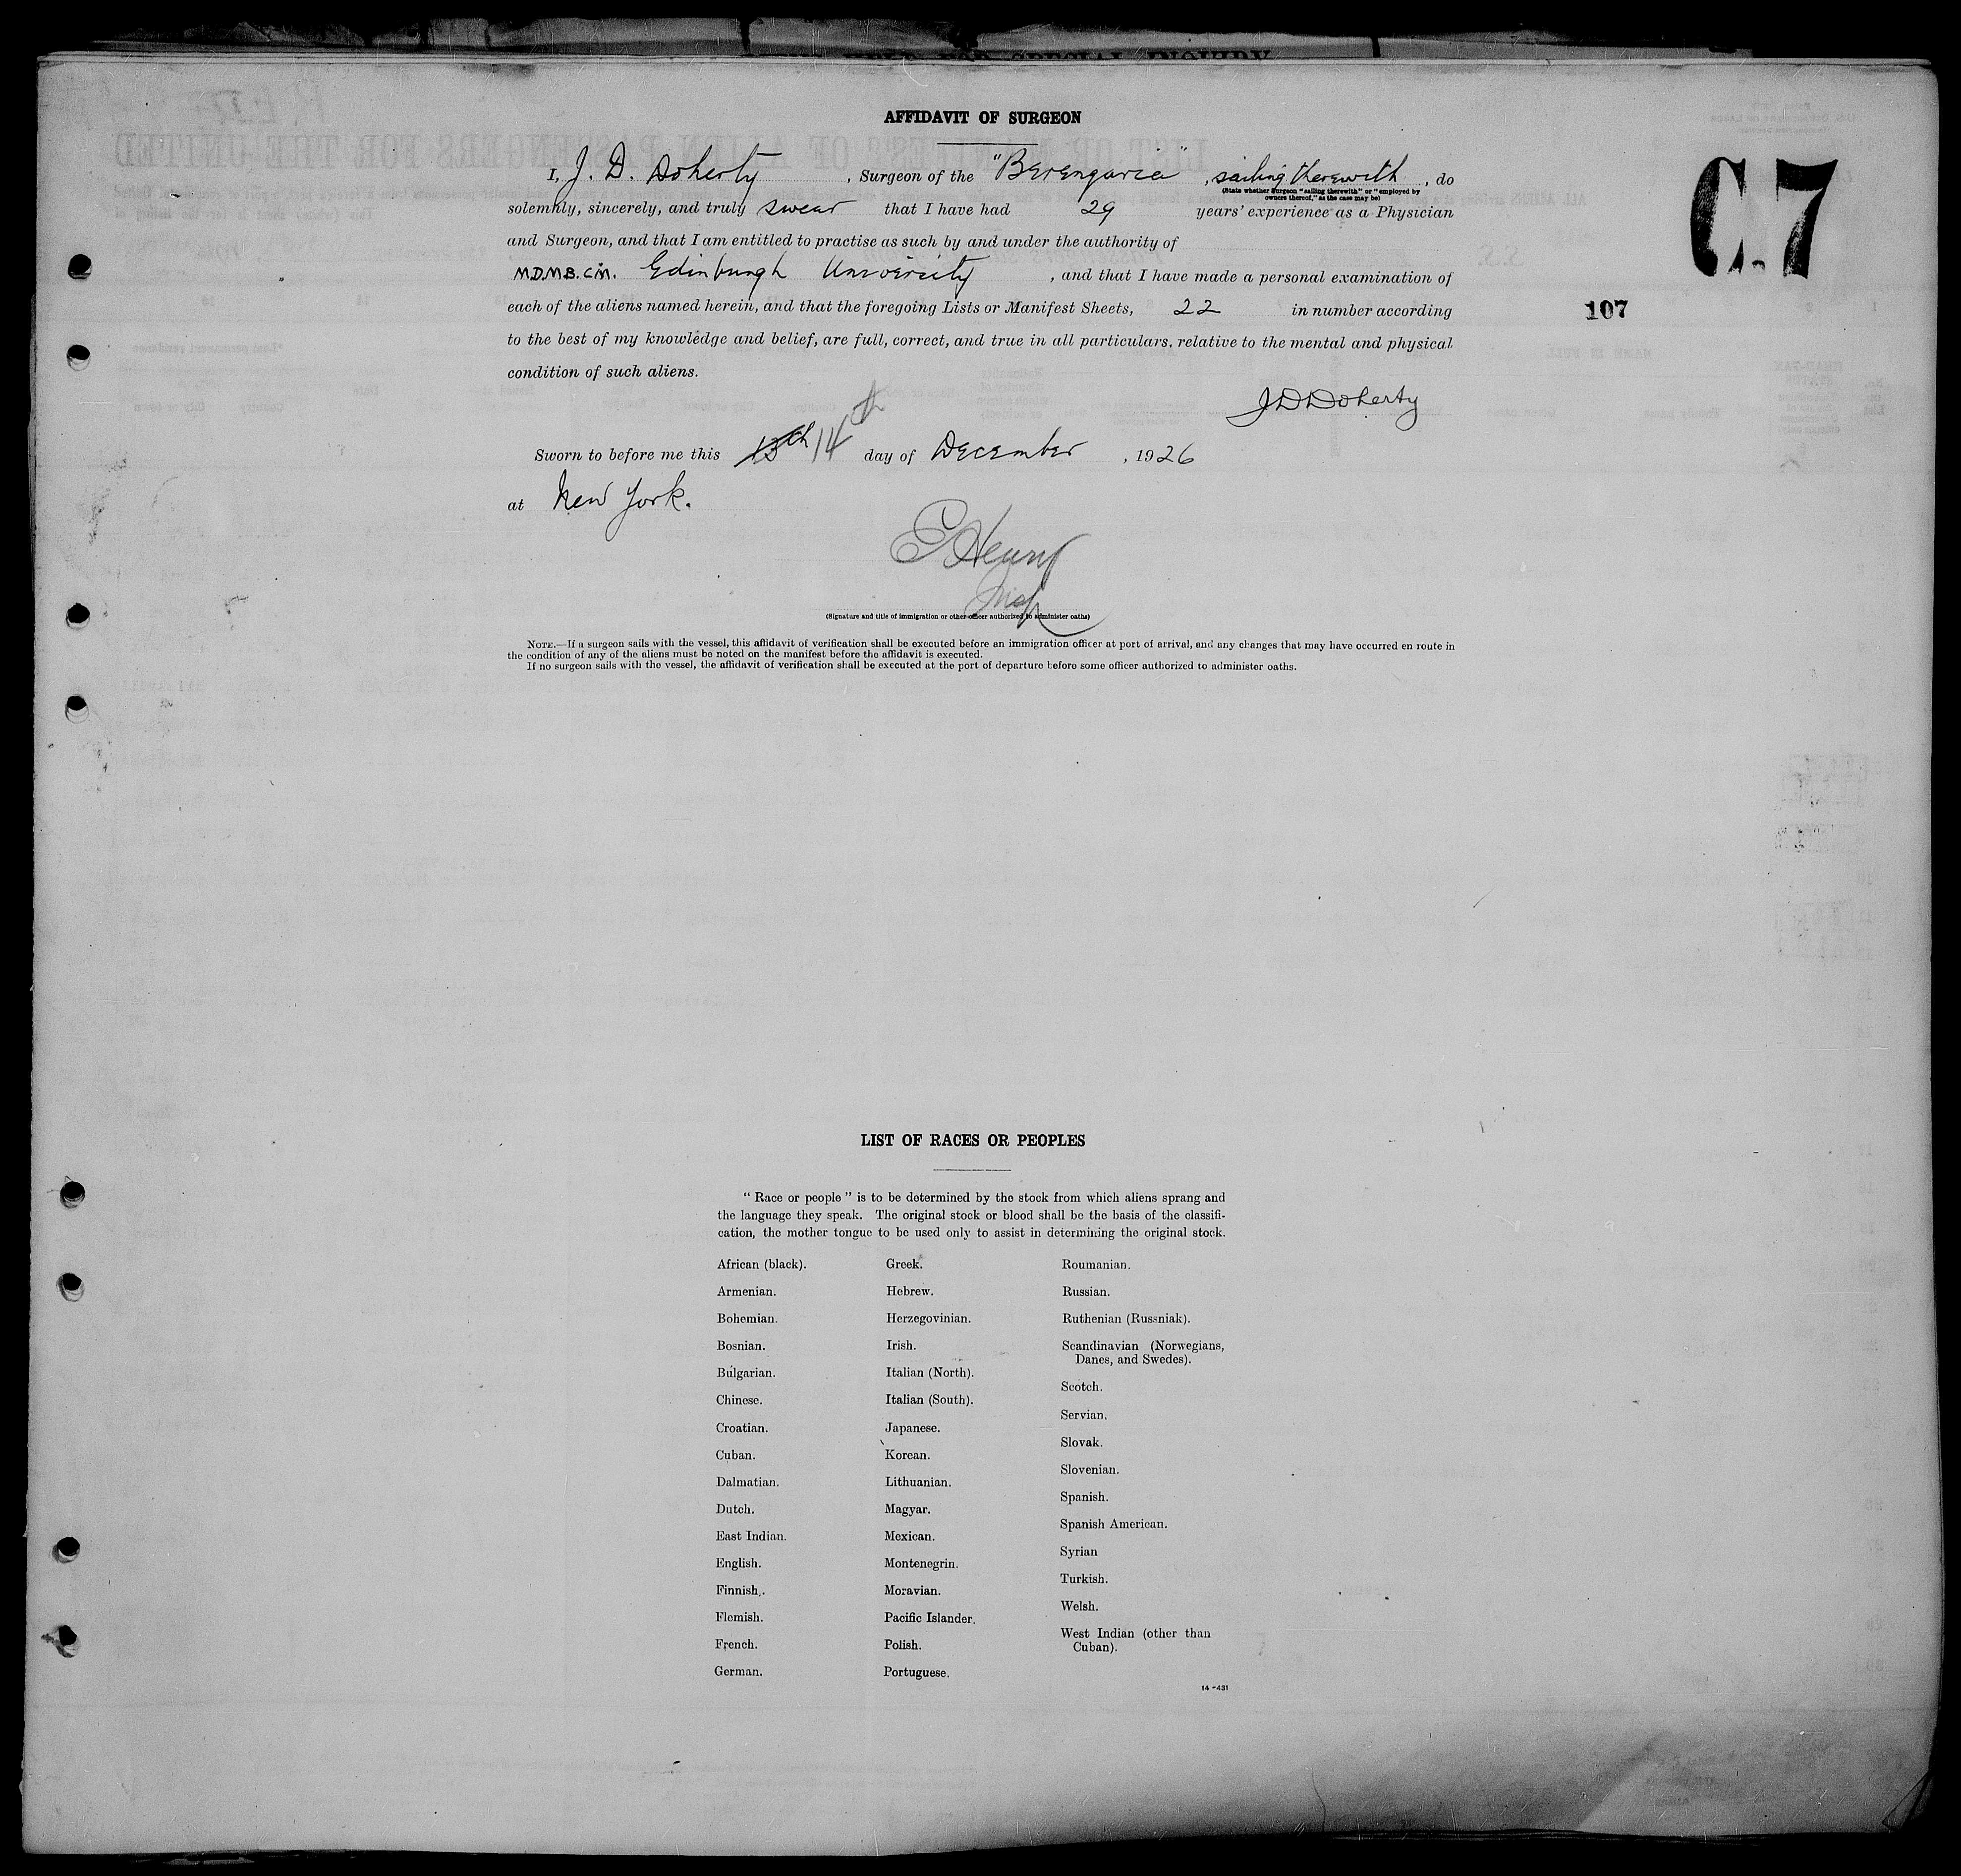 AFFIDAVIT OF SURGEON
I, J. D. Doherty, Surgeon of the "Berengaria", sailing therewith, do
(State whether Surgeon "sailing therewith" or "employed by
owners thereof," as the case may be)
solemnly, sincerely, and truly swear that I have had 29 years' experience as a Physician
and Surgeon, and that I am entitled to practise as such by and under the authority of
M.D.M.B.C.M. Edinburgh University, and that I have made a personal examination of
each of the aliens named herein, and that the foregoing Lists or Manifest Sheets, 22 in number according
to the best of my knowledge and belief, are full, correct, and true in all particulars, relative to the mental and physical
condition of such aliens.
J D Doherty
Sworn to before me this 13th 14th day of December, 1926
at New York.
Insp
(Signature and title of immigration or other officer authorized to administer oaths)
NOTE.—If a surgeon sails with the vessel, this affidavit of verification shall be executed before an immigration officer at port of arrival, and any changes that may have occurred en route in
the condition of any of the aliens must be noted on the manifest before the affidavit is executed.
If no surgeon sails with the vessel, the affidavit of verification shall be executed at the port of departure before some officer authorized to administer oaths.
C.7
107
LIST OF RACES OR PEOPLES
"Race or people" is to be determined by the stock from which aliens sprang and
the language they speak. The original stock or blood shall be the basis of the classifi-
cation, the mother tongue to be used only to assist in determining the original stock.
African (black).
Armenian.
Bohemian.
Bosnian.
Bulgarian.
Chinese.
Croatian.
Cuban.
Dalmatian.
Dutch.
East Indian.
English.
Finnish.
Flemish.
French.
German.
Greek.
Hebrew.
Herzegovinian.
Irish.
Italian (North).
Italian (South).
Japanese.
Korean.
Lithuanian.
Magyar.
Mexican.
Montenegrin.
Moravian.
Pacific Islander.
Polish.
Portuguese.
Roumanian.
Russian.
Ruthenian (Russniak).
Scandinavian (Norwegians,
Danes, and Swedes).
Scotch.
Servian.
Slovak.
Slovenian.
Spanish.
Spanish American.
Syrian
Turkish.
Welsh.
West Indian (other than
Cuban).
14-431